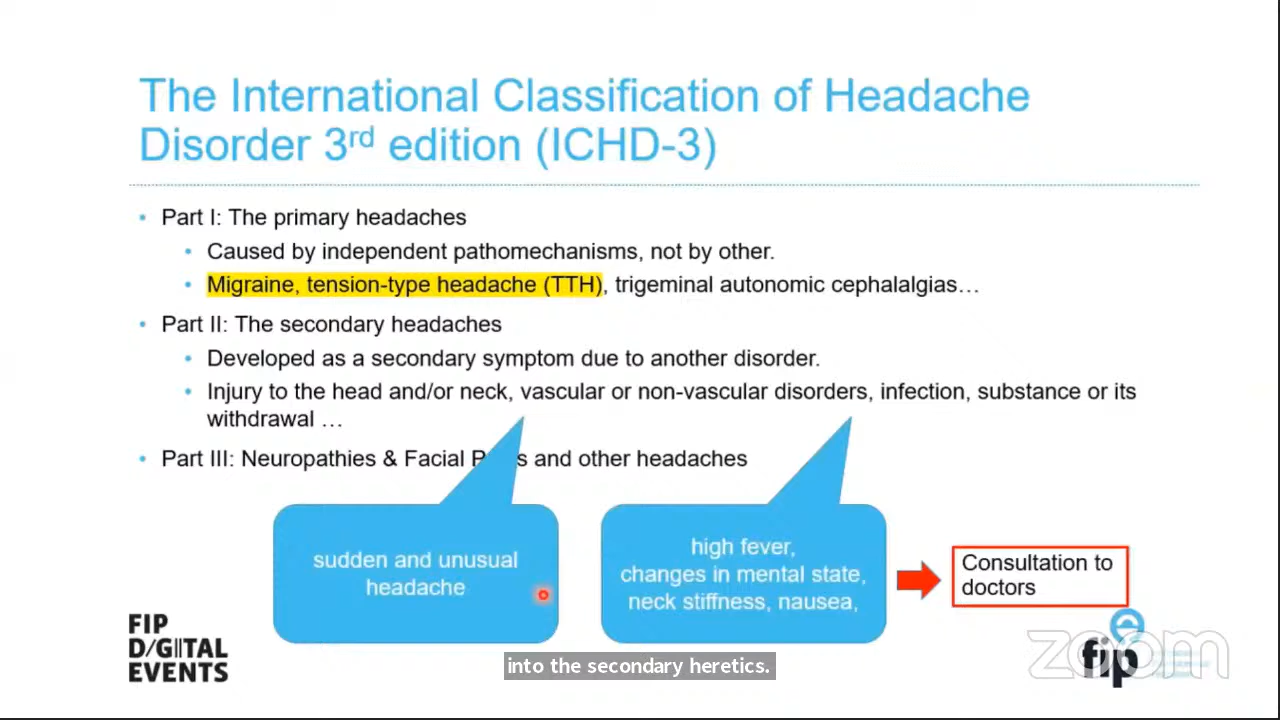 The International Classification of Headache
Disorder 3rd edition (ICHD-3)
• Part I: The primary headaches
• Caused by independent pathomechanisms, not by other.
• Migraine, tension-type headache (TTH), trigeminal autonomic cephalalgias…
• Part II: The secondary headaches
• Developed as a secondary symptom due to another disorder.
• Injury to the head and/or neck, vascular or non-vascular disorders, infection, substance or its
withdrawal …
• Part III: Neuropathies & Facial and other headaches
sudden and unusual
headache
high fever,
changes in mental state,
neck stiffness, nausea,
Consultation to
doctors
FIP
D/GITAL
EVENTS
into the secondary heretics.
fip
zoom